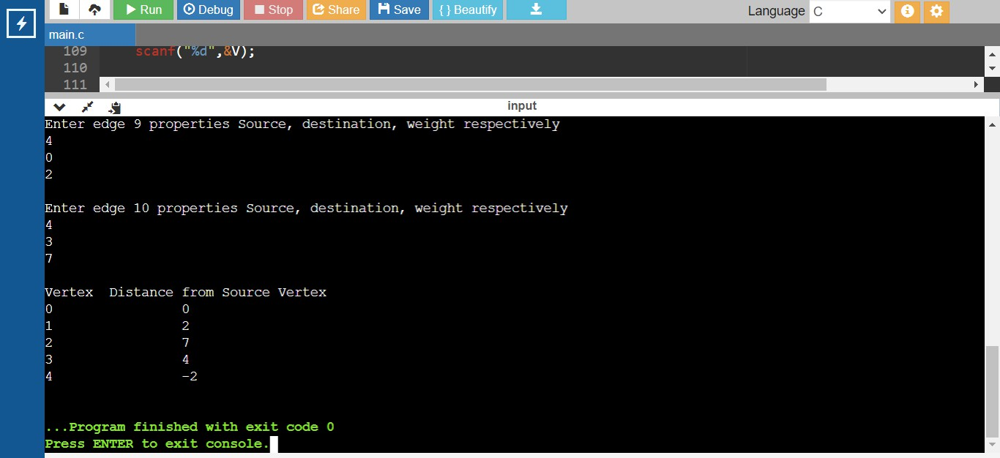 Run Debug Stop Share Save { } Beautify Language C
main.c
109 scanf("%d",&V);
110
111
input
Enter edge 9 properties Source, destination, weight respectively
4
0
2
Enter edge 10 properties Source, destination, weight respectively
4
3
7
Vertex Distance from Source Vertex
0 0
1 2
2 7
3 4
4 -2
...Program finished with exit code 0
Press ENTER to exit console.